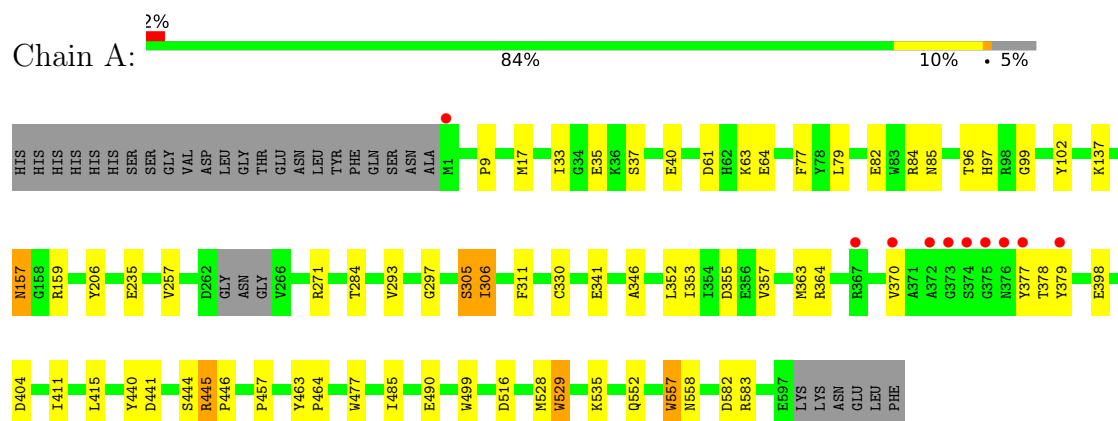 2%
Chain A:
84% 10% • 5%
HIS HIS HIS HIS HIS HIS SER SER GLY VAL ASP LEU GLY THR GLU ASN LEU TYR PHE GLN SER ASN ALA M1 P9 M17 I33 G34 E35 K36 S37 E40 D61 H62 K63 E64 F77 Y78 L79 E82 W83 R84 N85 T96 H97 R98 G99 Y102 K137
N157 G158 R159 Y206 E235 V257 D262 GLY ASN GLY V266 R271 T284 V293 G297 S305 I306 F311 C330 E341 A346 L352 I353 I354 D355 E356 V357 M363 R364 R367 V370 A371 A372 G373 S374 G375 N376 Y377 T378 Y379 E398
D404 I411 L415 Y440 D441 S444 R445 P446 P457 Y463 P464 W477 I485 E490 W499 D516 M528 W529 K535 Q552 W557 N558 D582 R583 E597 LYS LYS ASN GLU LEU PHE